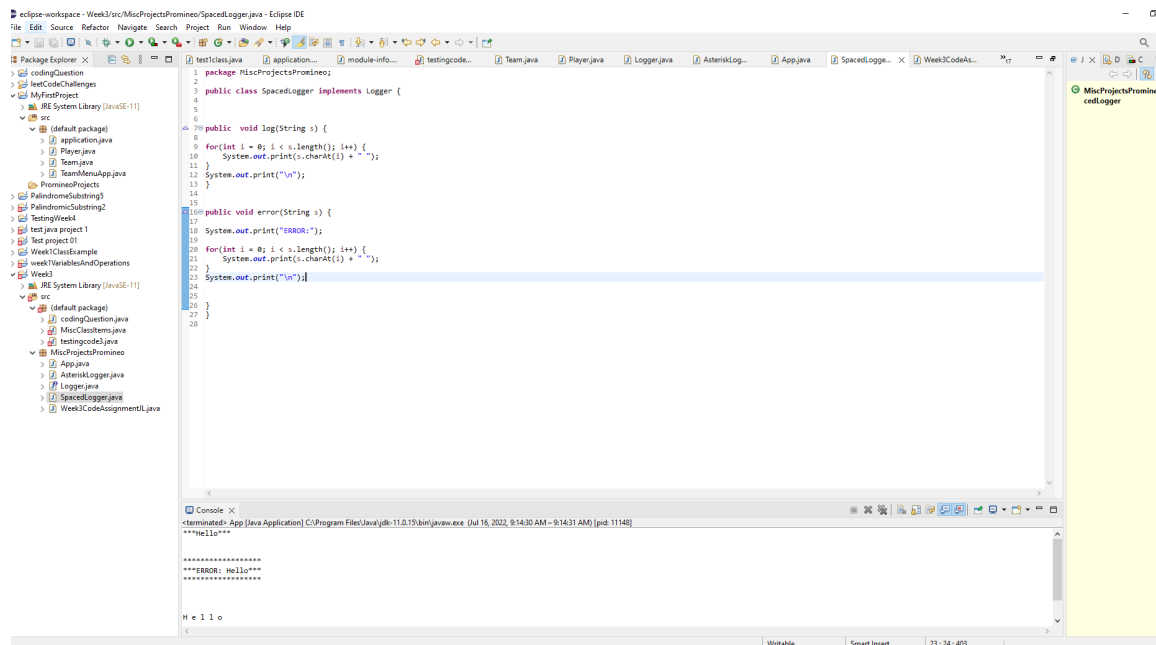 eclipse-workspace - Week3/src/MiscProjectsPromineo/SpacedLogger.java - Eclipse IDE
File Edit Source Refactor Navigate Search Project Run Window Help
Package Explorer
codingQuestion
leetCodeChallenges
MyFirstProject
JRE System Library [JavaSE-11]
src
(default package)
application.java
Player.java
Team.java
TeamMenuApp.java
PromineoProjects
PalindromeSubstring5
PalindromicSubstring2
TestingWeek4
test java project 1
Test project 01
Week1ClassExample
week1VariablesAndOperations
Week3
JRE System Library [JavaSE-11]
src
(default package)
codingQuestion.java
MiscClassItems.java
testingcode3.java
MiscProjectsPromineo
App.java
AsteriskLogger.java
Logger.java
SpacedLogger.java
Week3CodeAssignmentJL.java
test1class.java application.... module-info.... testingcode... Team.java Player.java Logger.java AsteriskLog... App.java SpacedLogge... Week3CodeAs... 17
1 package MiscProjectsPromineo;
2
3 public class SpacedLogger implements Logger {
4
5
6
7 public void log(String s) {
8
9 for(int i = 0; i < s.length(); i++) {
10 System.out.print(s.charAt(i) + " ");
11 }
12 System.out.print("\n");
13 }
14
15
16 public void error(String s) {
17
18 System.out.print("ERROR:");
19
20 for(int i = 0; i < s.length(); i++) {
21 System.out.print(s.charAt(i) + " ");
22 }
23 System.out.print("\n");
24
25
26 }
27 }
28
J D C
MiscProjectsPromine
cedLogger
Console
<terminated> App [Java Application] C:\Program Files\Java\jdk-11.0.15\bin\javaw.exe (Jul 16, 2022, 9:14:30 AM – 9:14:31 AM) [pid: 11148]
***Hello***
******************
***ERROR: Hello***
******************
H e l l o
Writable Smart Insert 23 : 24 : 403